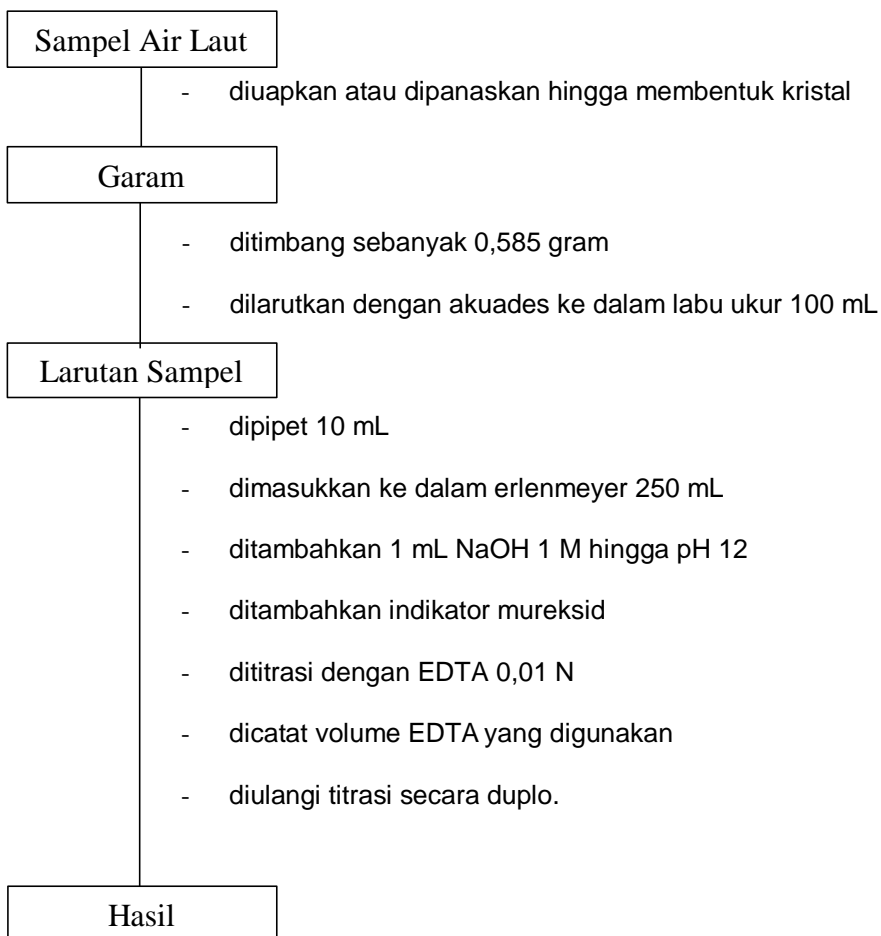 Sampel Air Laut
- diuapkan atau dipanaskan hingga membentuk kristal
Garam
- ditimbang sebanyak 0,585 gram
- dilarutkan dengan akuades ke dalam labu ukur 100 mL
Larutan Sampel
- dipipet 10 mL
- dimasukkan ke dalam erlenmeyer 250 mL
- ditambahkan 1 mL NaOH 1 M hingga pH 12
- ditambahkan indikator mureksid
- dititrasi dengan EDTA 0,01 N
- dicatat volume EDTA yang digunakan
- diulangi titrasi secara duplo.
Hasil